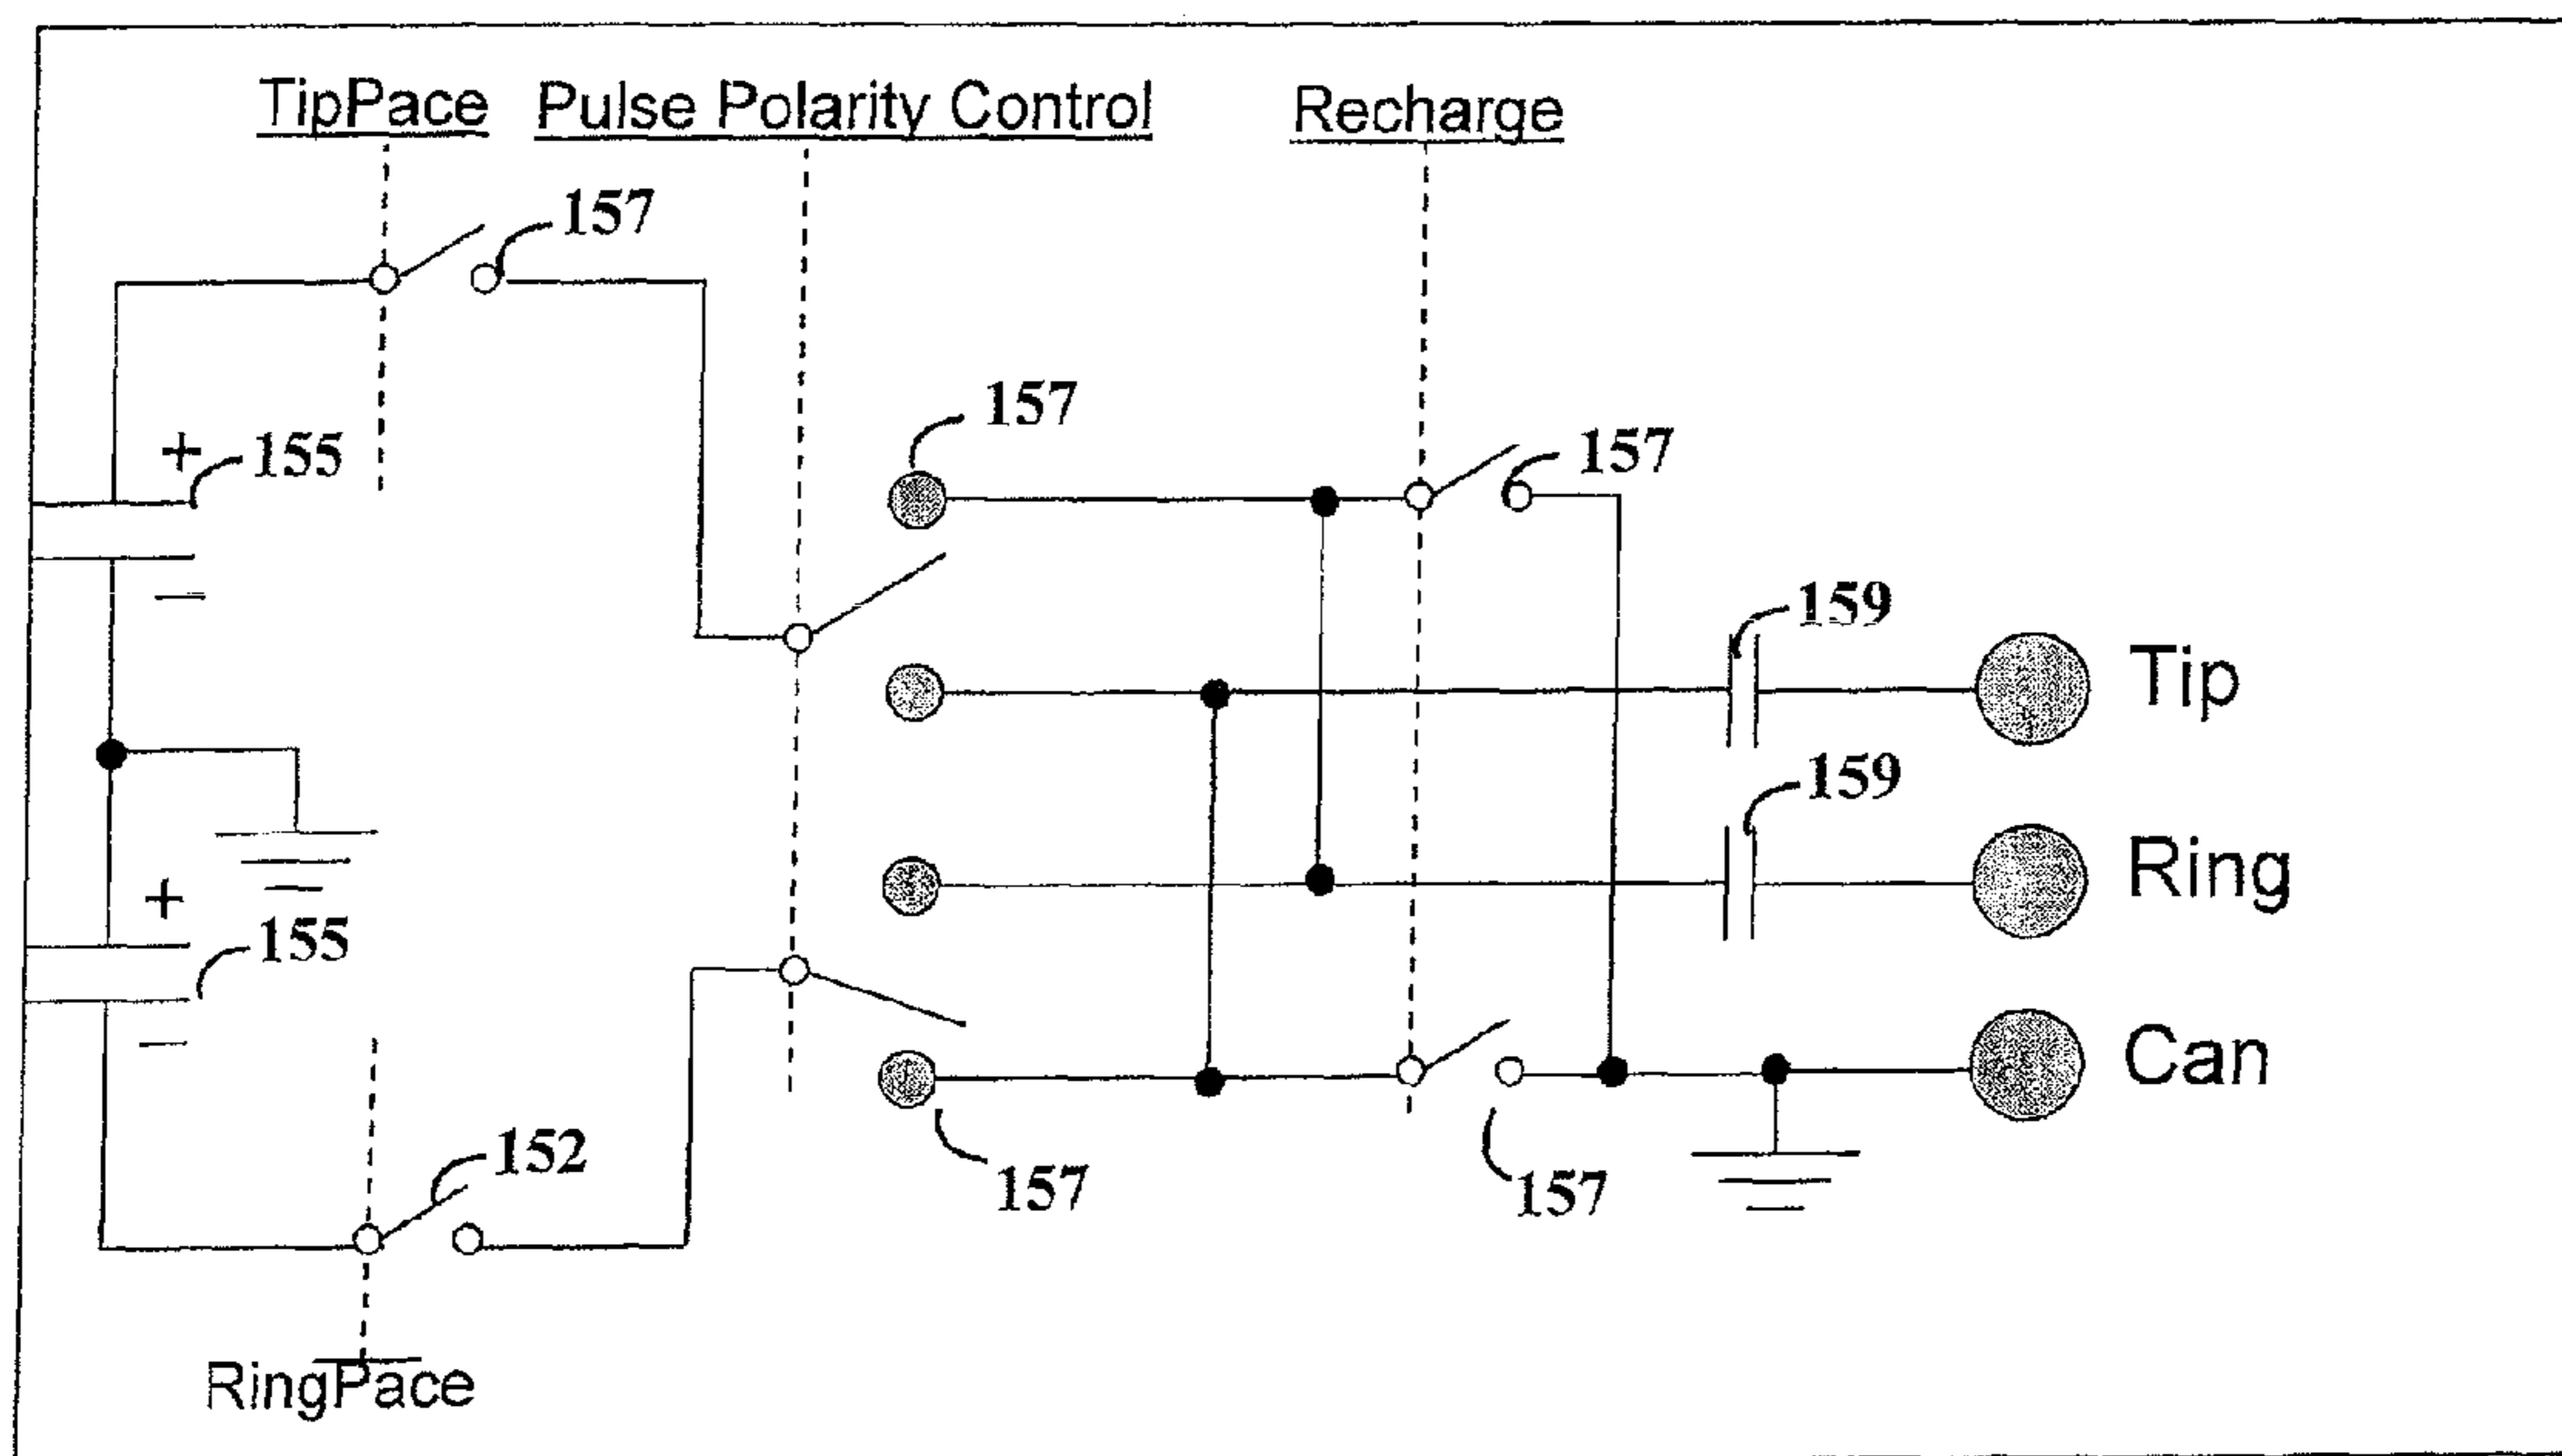 TipPace Pulse Polarity Control Recharge
157
157
+ 155 157
−
159
Tip
159
+ Ring
155
−
Can
152
157 157
RingPace